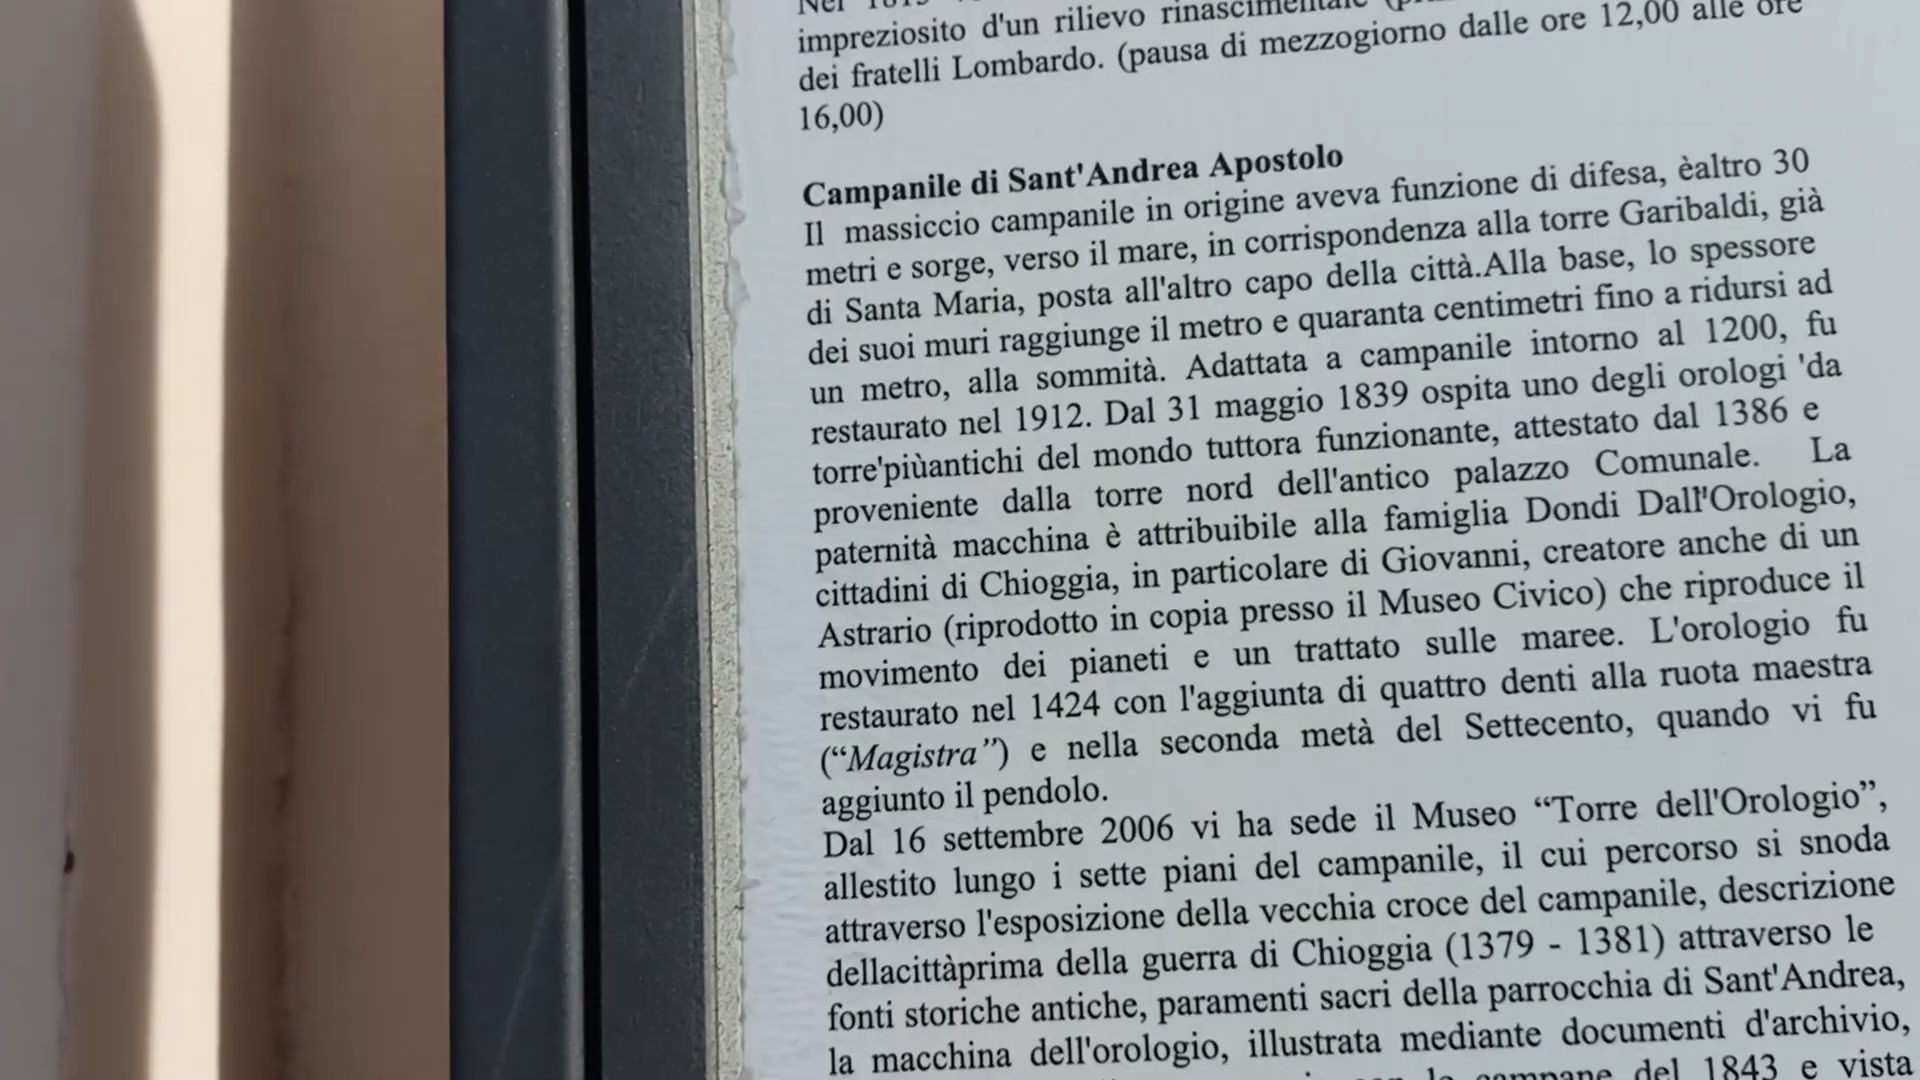 Nel 1815
impreziosito d'un rilievo rinascimentale
dei fratelli Lombardo. (pausa di mezzogiorno dalle ore 12,00 alle ore
16,00)
Campanile di Sant'Andrea Apostolo
Il massiccio campanile in origine aveva funzione di difesa, èaltro 30
metri e sorge, verso il mare, in corrispondenza alla torre Garibaldi, già
di Santa Maria, posta all'altro capo della città.Alla base, lo spessore
dei suoi muri raggiunge il metro e quaranta centimetri fino a ridursi ad
un metro, alla sommità. Adattata a campanile intorno al 1200, fu
restaurato nel 1912. Dal 31 maggio 1839 ospita uno degli orologi 'da
torre'piùantichi del mondo tuttora funzionante, attestato dal 1386 e
proveniente dalla torre nord dell'antico palazzo Comunale. La
paternità macchina è attribuibile alla famiglia Dondi Dall'Orologio,
cittadini di Chioggia, in particolare di Giovanni, creatore anche di un
Astrario (riprodotto in copia presso il Museo Civico) che riproduce il
movimento dei pianeti e un trattato sulle maree. L'orologio fu
restaurato nel 1424 con l'aggiunta di quattro denti alla ruota maestra
(“Magistra”) e nella seconda metà del Settecento, quando vi fu
aggiunto il pendolo.
Dal 16 settembre 2006 vi ha sede il Museo “Torre dell'Orologio”,
allestito lungo i sette piani del campanile, il cui percorso si snoda
attraverso l'esposizione della vecchia croce del campanile, descrizione
dellacittàprima della guerra di Chioggia (1379 - 1381) attraverso le
fonti storiche antiche, paramenti sacri della parrocchia di Sant'Andrea,
la macchina dell'orologio, illustrata mediante documenti d'archivio,
campane del 1843 e vista